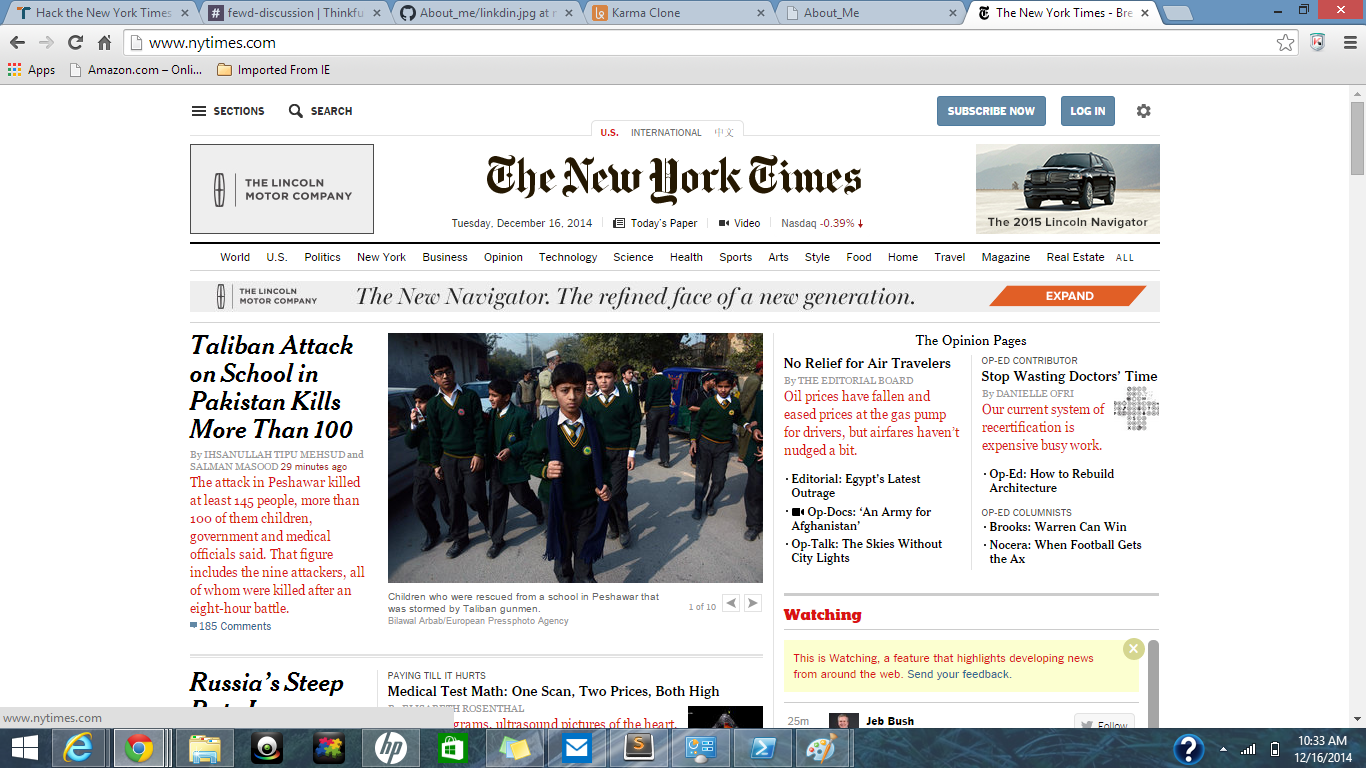 Hack the New York Times
fewd-discussion | Thinkfu
About_me/linkdin.jpg at
Karma Clone
About_Me
The New York Times - Bre
www.nytimes.com
Apps
Amazon.com – Onli...
Imported From IE
SECTIONS
SEARCH
SUBSCRIBE NOW
LOG IN
U.S. INTERNATIONAL 中文
THE LINCOLN
MOTOR COMPANY
The New York Times
The 2015 Lincoln Navigator
Tuesday, December 16, 2014
Today's Paper
Video
Nasdaq -0.39%
World U.S. Politics New York Business Opinion Technology Science Health Sports Arts Style Food Home Travel Magazine Real Estate ALL
THE LINCOLN
MOTOR COMPANY
The New Navigator. The refined face of a new generation.
EXPAND
Taliban Attack
on School in
Pakistan Kills
More Than 100
By IHSANULLAH TIPU MEHSUD and
SALMAN MASOOD 29 minutes ago
The attack in Peshawar killed
at least 145 people, more than
100 of them children,
government and medical
officials said. That figure
includes the nine attackers, all
of whom were killed after an
eight-hour battle.
185 Comments
Children who were rescued from a school in Peshawar that
was stormed by Taliban gunmen.
Bilawal Arbab/European Pressphoto Agency
1 of 10
The Opinion Pages
No Relief for Air Travelers
By THE EDITORIAL BOARD
Oil prices have fallen and
eased prices at the gas pump
for drivers, but airfares haven't
nudged a bit.
· Editorial: Egypt's Latest
Outrage
· Op-Docs: ‘An Army for
Afghanistan’
· Op-Talk: The Skies Without
City Lights
OP-ED CONTRIBUTOR
Stop Wasting Doctors’ Time
By DANIELLE OFRI
Our current system of
recertification is
expensive busy work.
· Op-Ed: How to Rebuild
Architecture
OP-ED COLUMNISTS
· Brooks: Warren Can Win
· Nocera: When Football Gets
the Ax
Watching
This is Watching, a feature that highlights developing news
from around the web. Send your feedback.
25m
Jeb Bush
Follow
Russia’s Steep
PAYING TILL IT HURTS
Medical Test Math: One Scan, Two Prices, Both High
By ELISABETH ROSENTHAL
ultrasound pictures of the heart,
www.nytimes.com
hp
S
10:33 AM
12/16/2014